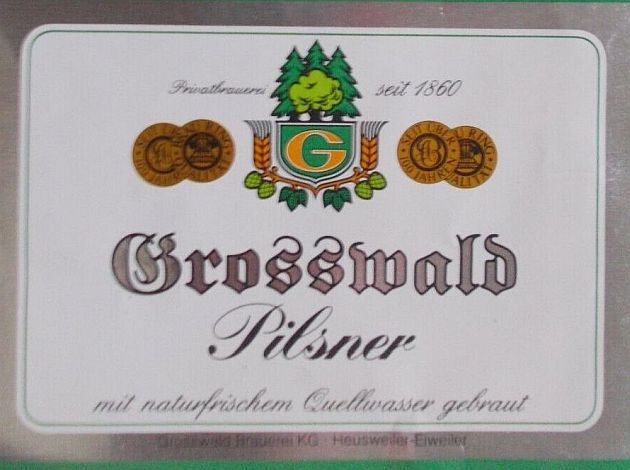 Privatbrauerei seit 1860
G
Grosswald
Pilsner
mit naturfrischem Quellwasser gebraut
Grosswald Brauerei KG · Heusweiler-Eiweiler